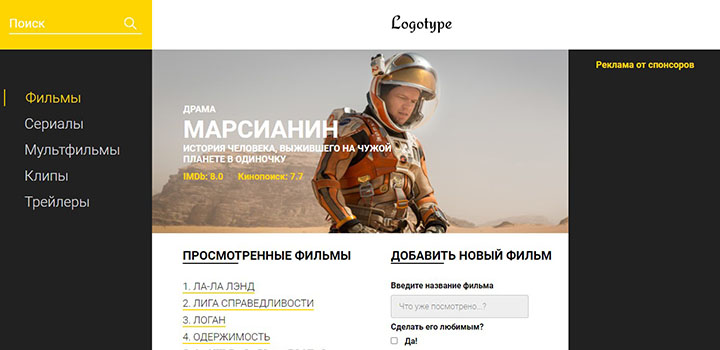 Поиск
Logotype
Фильмы
Сериалы
Мультфильмы
Клипы
Трейлеры
ДРАМА
МАРСИАНИН
ИСТОРИЯ ЧЕЛОВЕКА, ВЫЖИВШЕГО НА ЧУЖОЙ
ПЛАНЕТЕ В ОДИНОЧКУ
IMDb: 8.0 Кинопоиск: 7.7
Реклама от спонсоров
ПРОСМОТРЕННЫЕ ФИЛЬМЫ
1. ЛА-ЛА ЛЭНД
2. ЛИГА СПРАВЕДЛИВОСТИ
3. ЛОГАН
4. ОДЕРЖИМОСТЬ
ДОБАВИТЬ НОВЫЙ ФИЛЬМ
Введите название фильма
Что уже посмотрено...?
Сделать его любимым?
Да!